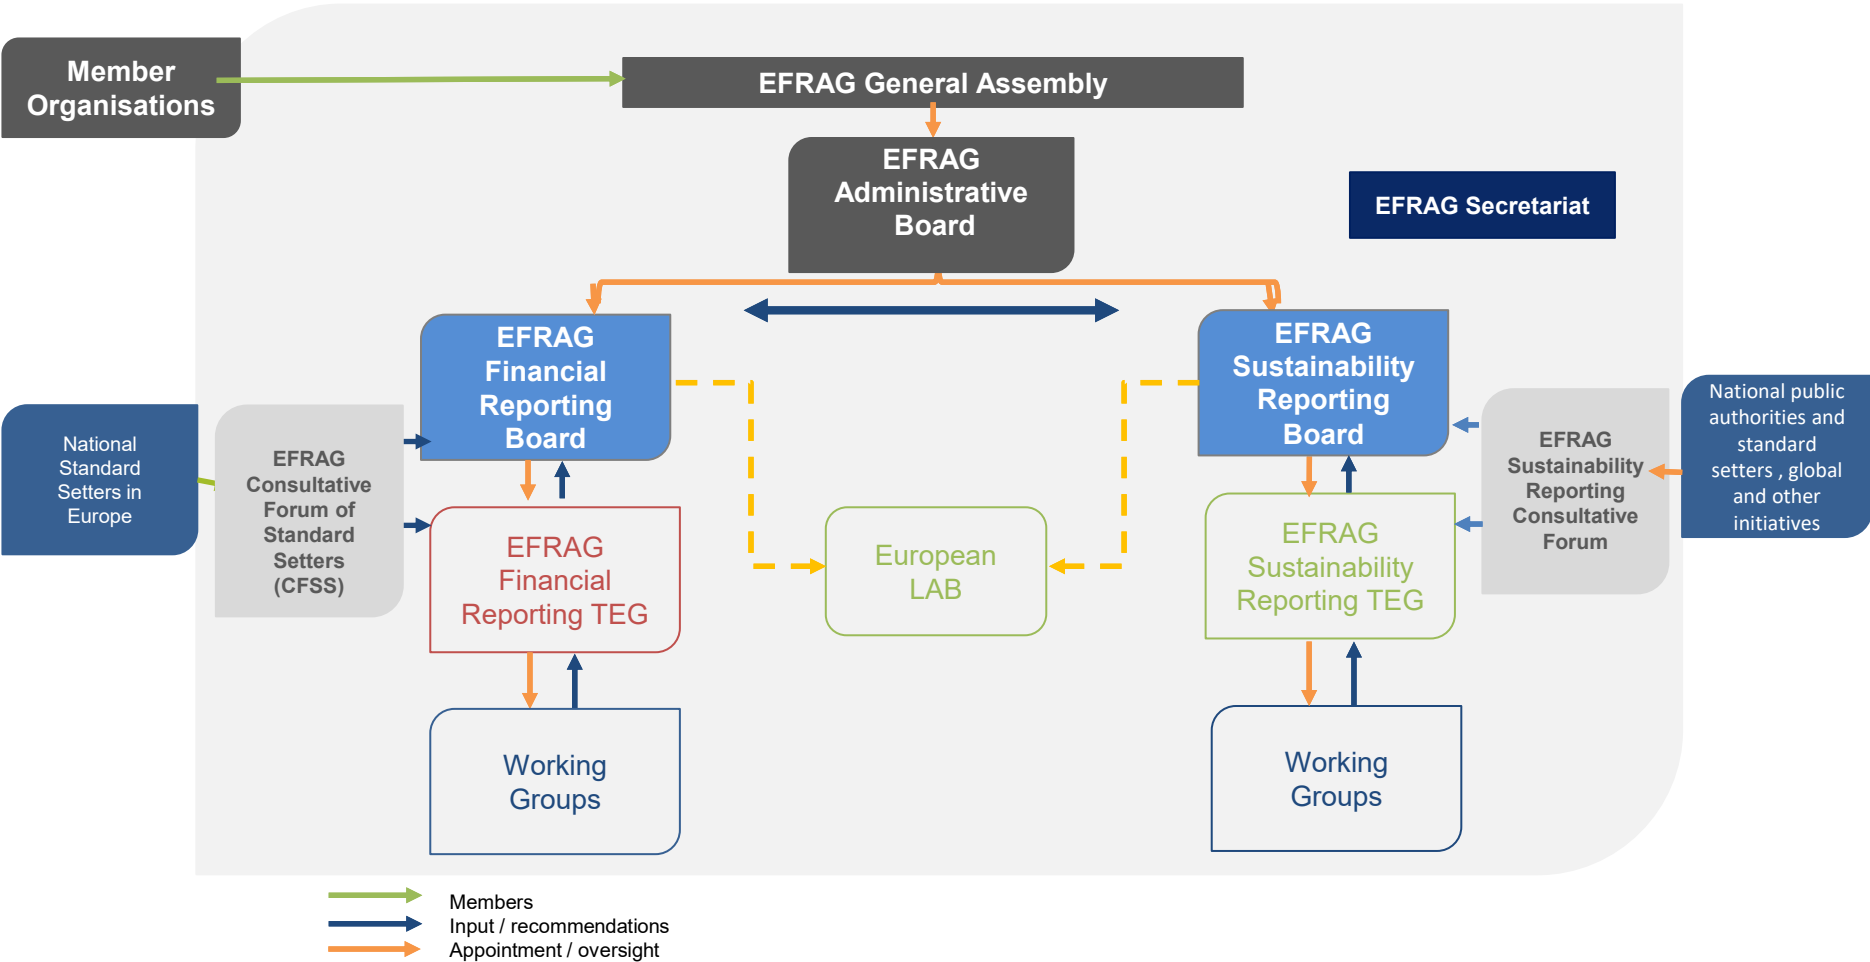 Member
Organisations
EFRAG General Assembly
EFRAG
Administrative
Board
EFRAG Secretariat
EFRAG
Financial
Reporting
Board
EFRAG
Sustainability
Reporting
Board
National
Standard
Setters in
Europe
EFRAG
Consultative
Forum of
Standard
Setters
(CFSS)
EFRAG
Financial
Reporting TEG
European
LAB
EFRAG
Sustainability
Reporting TEG
EFRAG
Sustainability
Reporting
Consultative
Forum
National public
authorities and
standard
setters , global
and other
initiatives
Working
Groups
Working
Groups
Members
Input / recommendations
Appointment / oversight